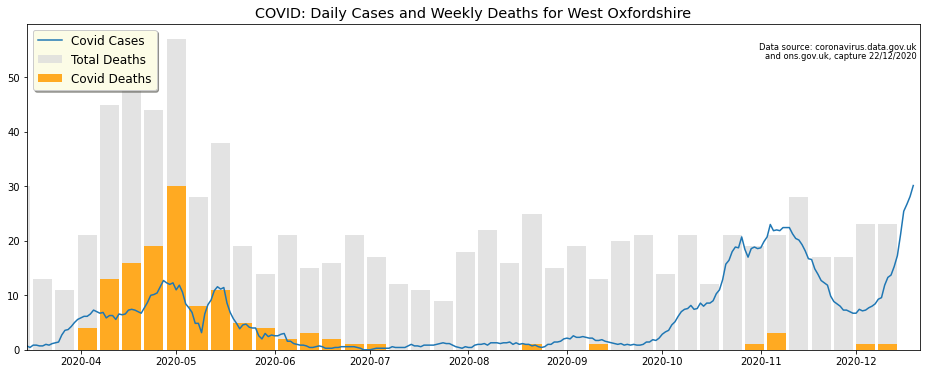 COVID: Daily Cases and Weekly Deaths for West Oxfordshire
Covid Cases
Total Deaths
Covid Deaths
Data source: coronavirus.data.gov.uk
and ons.gov.uk, capture 22/12/2020
50
40
30
20
10
0
2020-04 2020-05 2020-06 2020-07 2020-08 2020-09 2020-10 2020-11 2020-12